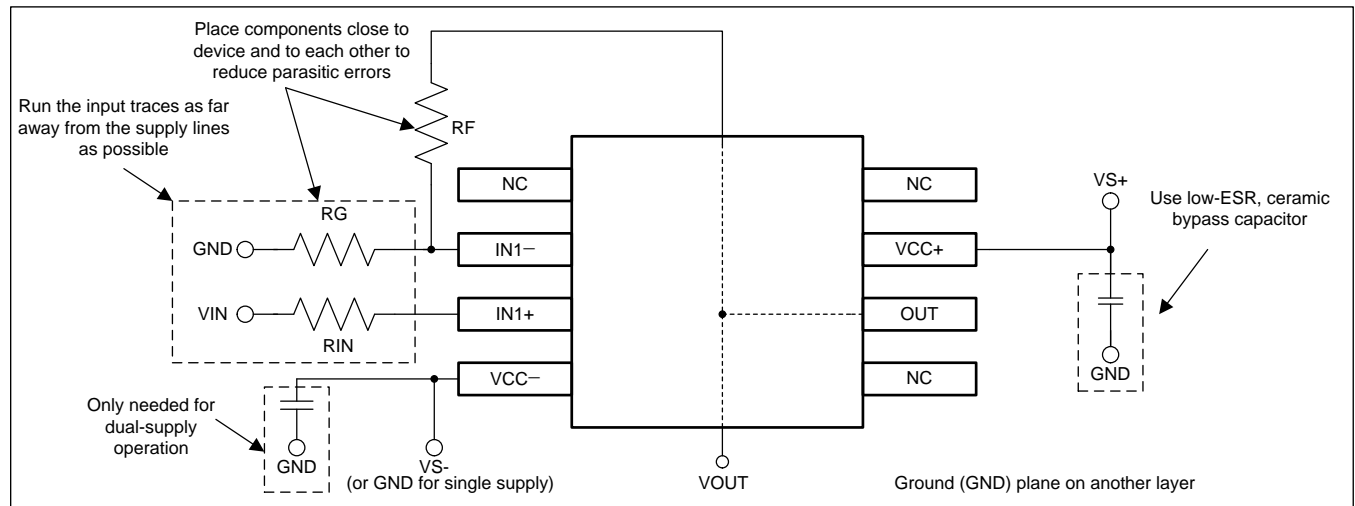 Place components close to
device and to each other to
reduce parasitic errors
Run the input traces as far
away from the supply lines
as possible
RF
NC
NC
VS+
Use low-ESR, ceramic
bypass capacitor
RG
GND
IN1−
VCC+
VIN
RIN
IN1+
OUT
VCC−
NC
GND
Only needed for
dual-supply
operation
GND
VS-
(or GND for single supply)
VOUT
Ground (GND) plane on another layer